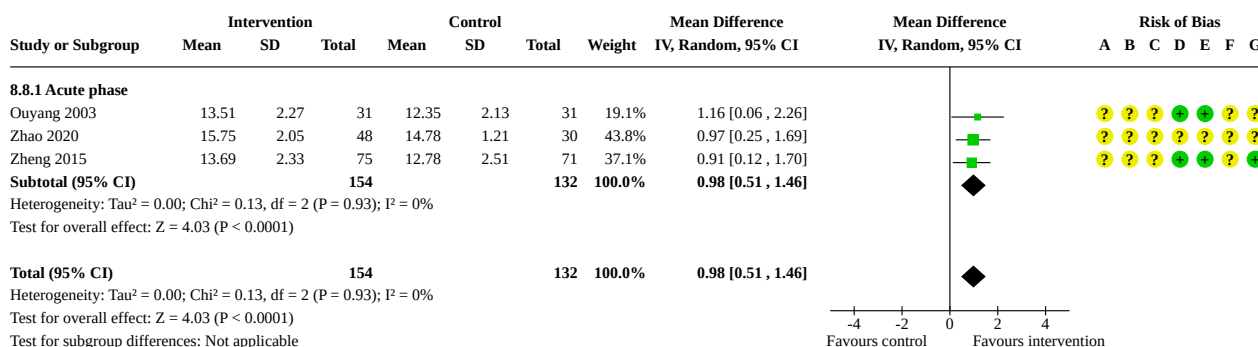 Intervention Control Mean Difference Mean Difference Risk of Bias
Study or Subgroup Mean SD Total Mean SD Total Weight IV, Random, 95% CI IV, Random, 95% CI A B C D E F G
8.8.1 Acute phase
Ouyang 2003 13.51 2.27 31 12.35 2.13 31 19.1% 1.16 [0.06 , 2.26] ? ? ? + + ? ?
Zhao 2020 15.75 2.05 48 14.78 1.21 30 43.8% 0.97 [0.25 , 1.69] ? ? ? ? ? ? ?
Zheng 2015 13.69 2.33 75 12.78 2.51 71 37.1% 0.91 [0.12 , 1.70] ? ? ? + + ? +
Subtotal (95% CI) 154 132 100.0% 0.98 [0.51 , 1.46]
Heterogeneity: Tau² = 0.00; Chi² = 0.13, df = 2 (P = 0.93); I² = 0%
Test for overall effect: Z = 4.03 (P < 0.0001)
Total (95% CI) 154 132 100.0% 0.98 [0.51 , 1.46]
Heterogeneity: Tau² = 0.00; Chi² = 0.13, df = 2 (P = 0.93); I² = 0%
Test for overall effect: Z = 4.03 (P < 0.0001)
-4 -2 0 2 4
Test for subgroup differences: Not applicable Favours control Favours intervention